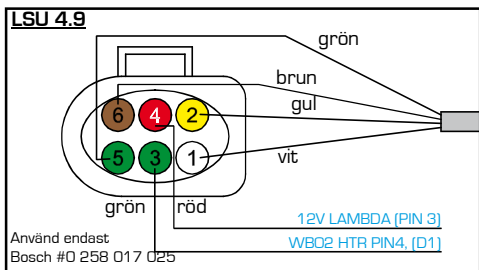 LSU 4.9
grön
brun
gul
6 4 2
5 3 1
vit
grön röd
12V LAMBDA (PIN 3)
WBO2 HTR PIN4, (D1)
Använd endast
Bosch #0 258 017 025